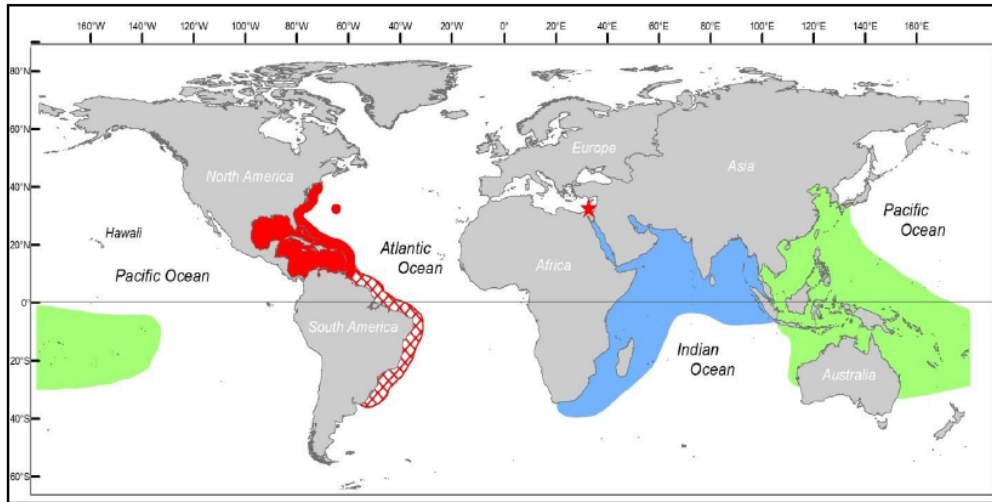 160°W 140°W 120°W 100°W 80°W 60°W 40°W 20°W 0° 20°E 40°E 60°E 80°E 100°E 120°E 140°E 160°E
80°N
60°N
Europe
Asia
North America
40°N
Pacific
Ocean
20°N
Hawaii
Atlantic
Ocean
Africa
Pacific Ocean
0°
South America
Indian
Ocean
20°S
Australia
40°S
60°S